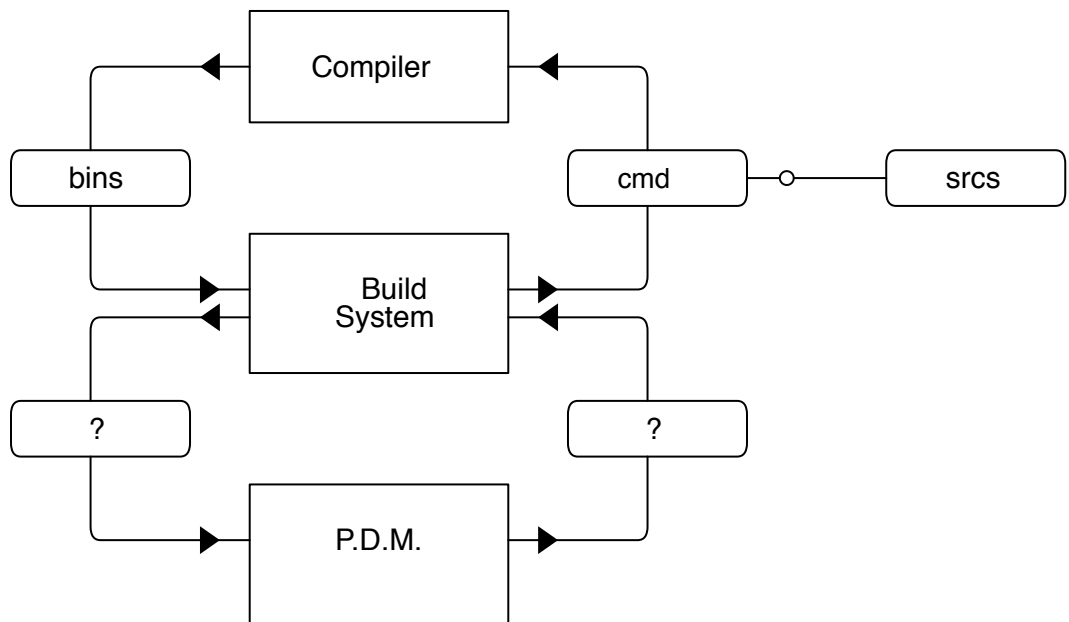 Compiler
bins
cmd
srcs
Build
System
?
?
P.D.M.